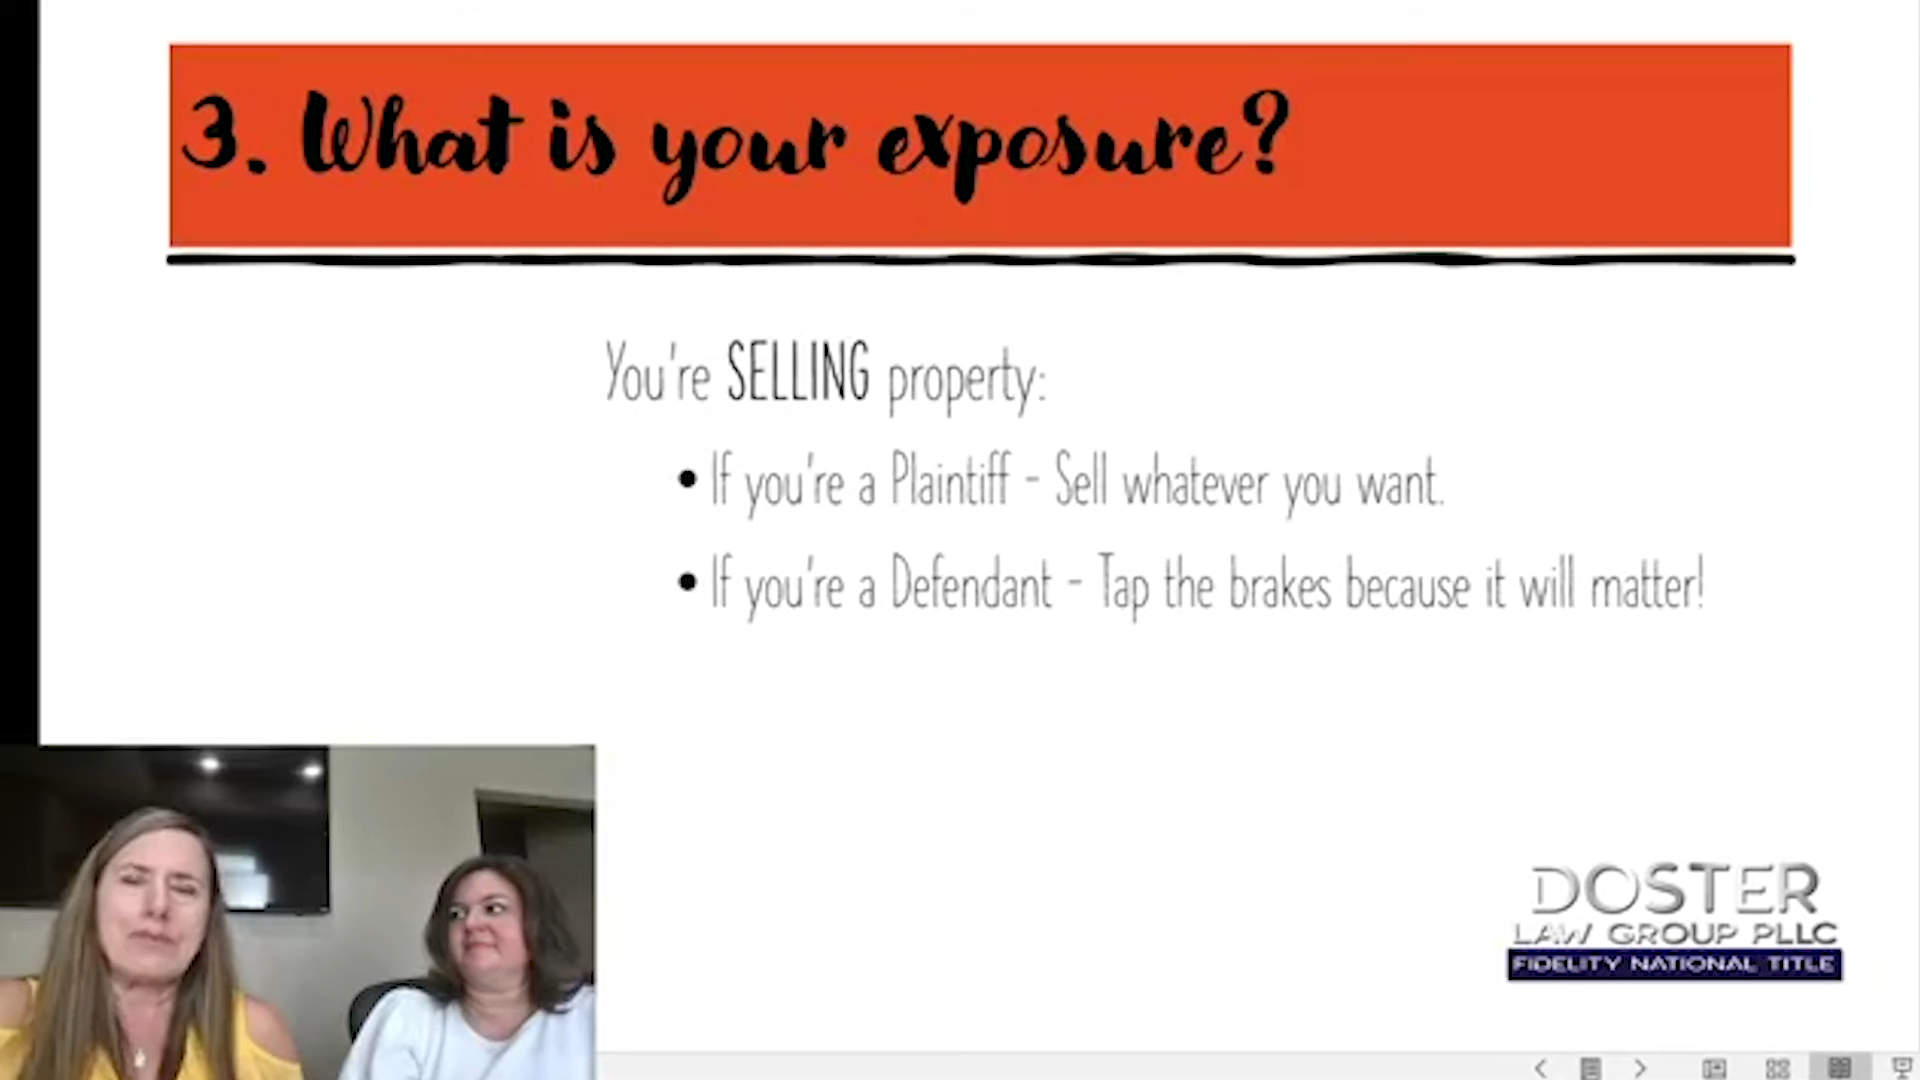 3. What is your exposure?
You're SELLING property:
• If you're a Plaintiff - Sell whatever you want.
• If you're a Defendant - Tap the brakes because it will matter!
DOSTER
LAW GROUP PLLC
FIDELITY NATIONAL TITLE